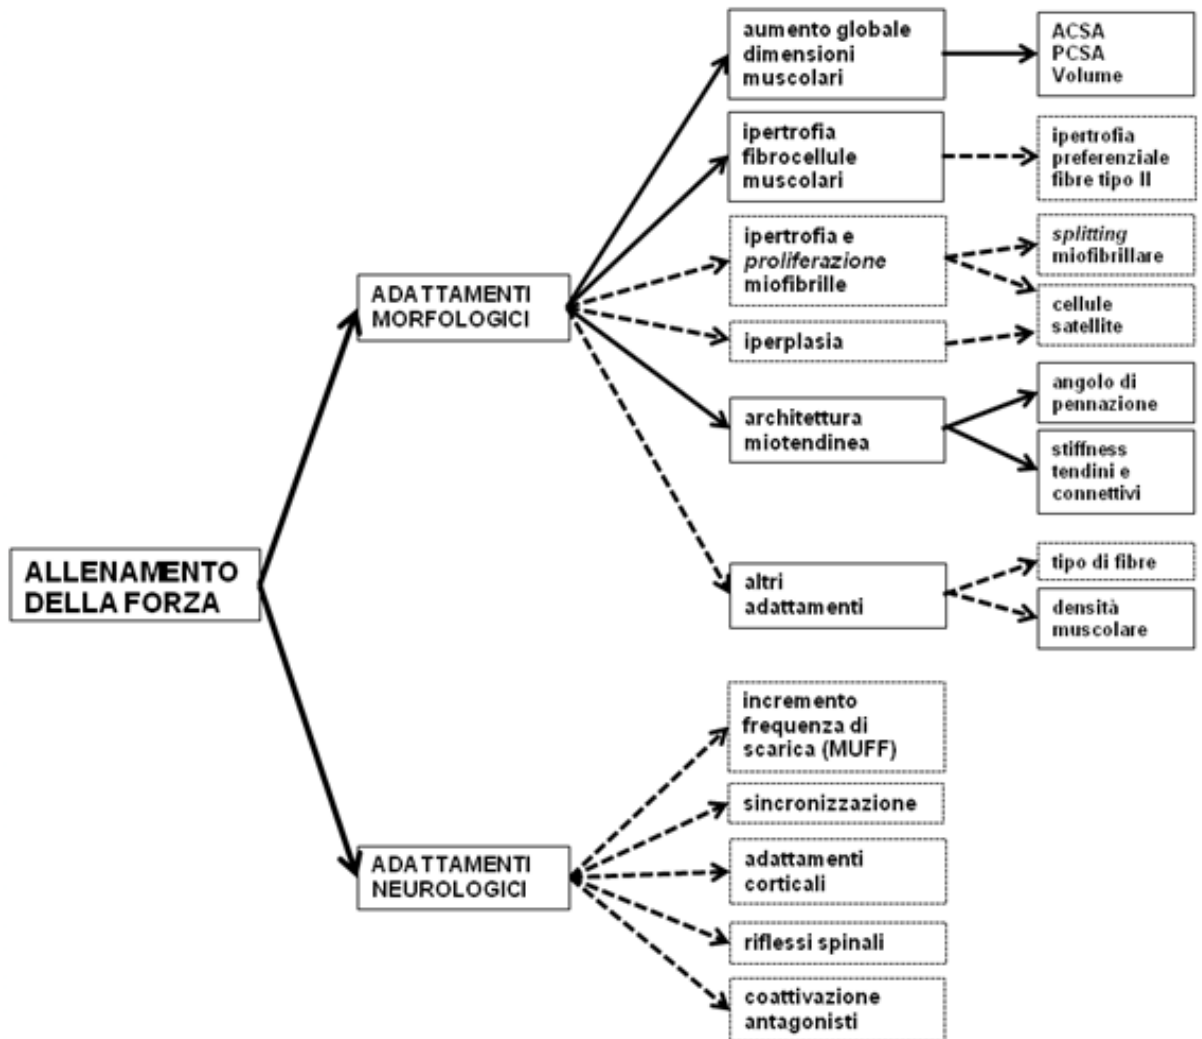 aumento globale
dimensioni
muscolari
ACSA
PCSA
Volume
ipertrofia
fibrocellule
muscolari
ipertrofia
preferenziale
fibre tipo II
ipertrofia e
proliferazione
miofibrille
splitting
miofibrillare
cellule
satellite
ADATTAMENTI
MORFOLOGICI
iperplasia
architettura
miotendinea
angolo di
pennazione
stiffness
tendini e
connettivi
ALLENAMENTO
DELLA FORZA
altri
adattamenti
tipo di fibre
densità
muscolare
incremento
frequenza di
scarica (MUFF)
sincronizzazione
ADATTAMENTI
NEUROLOGICI
adattamenti
corticali
riflessi spinali
coattivazione
antagonisti